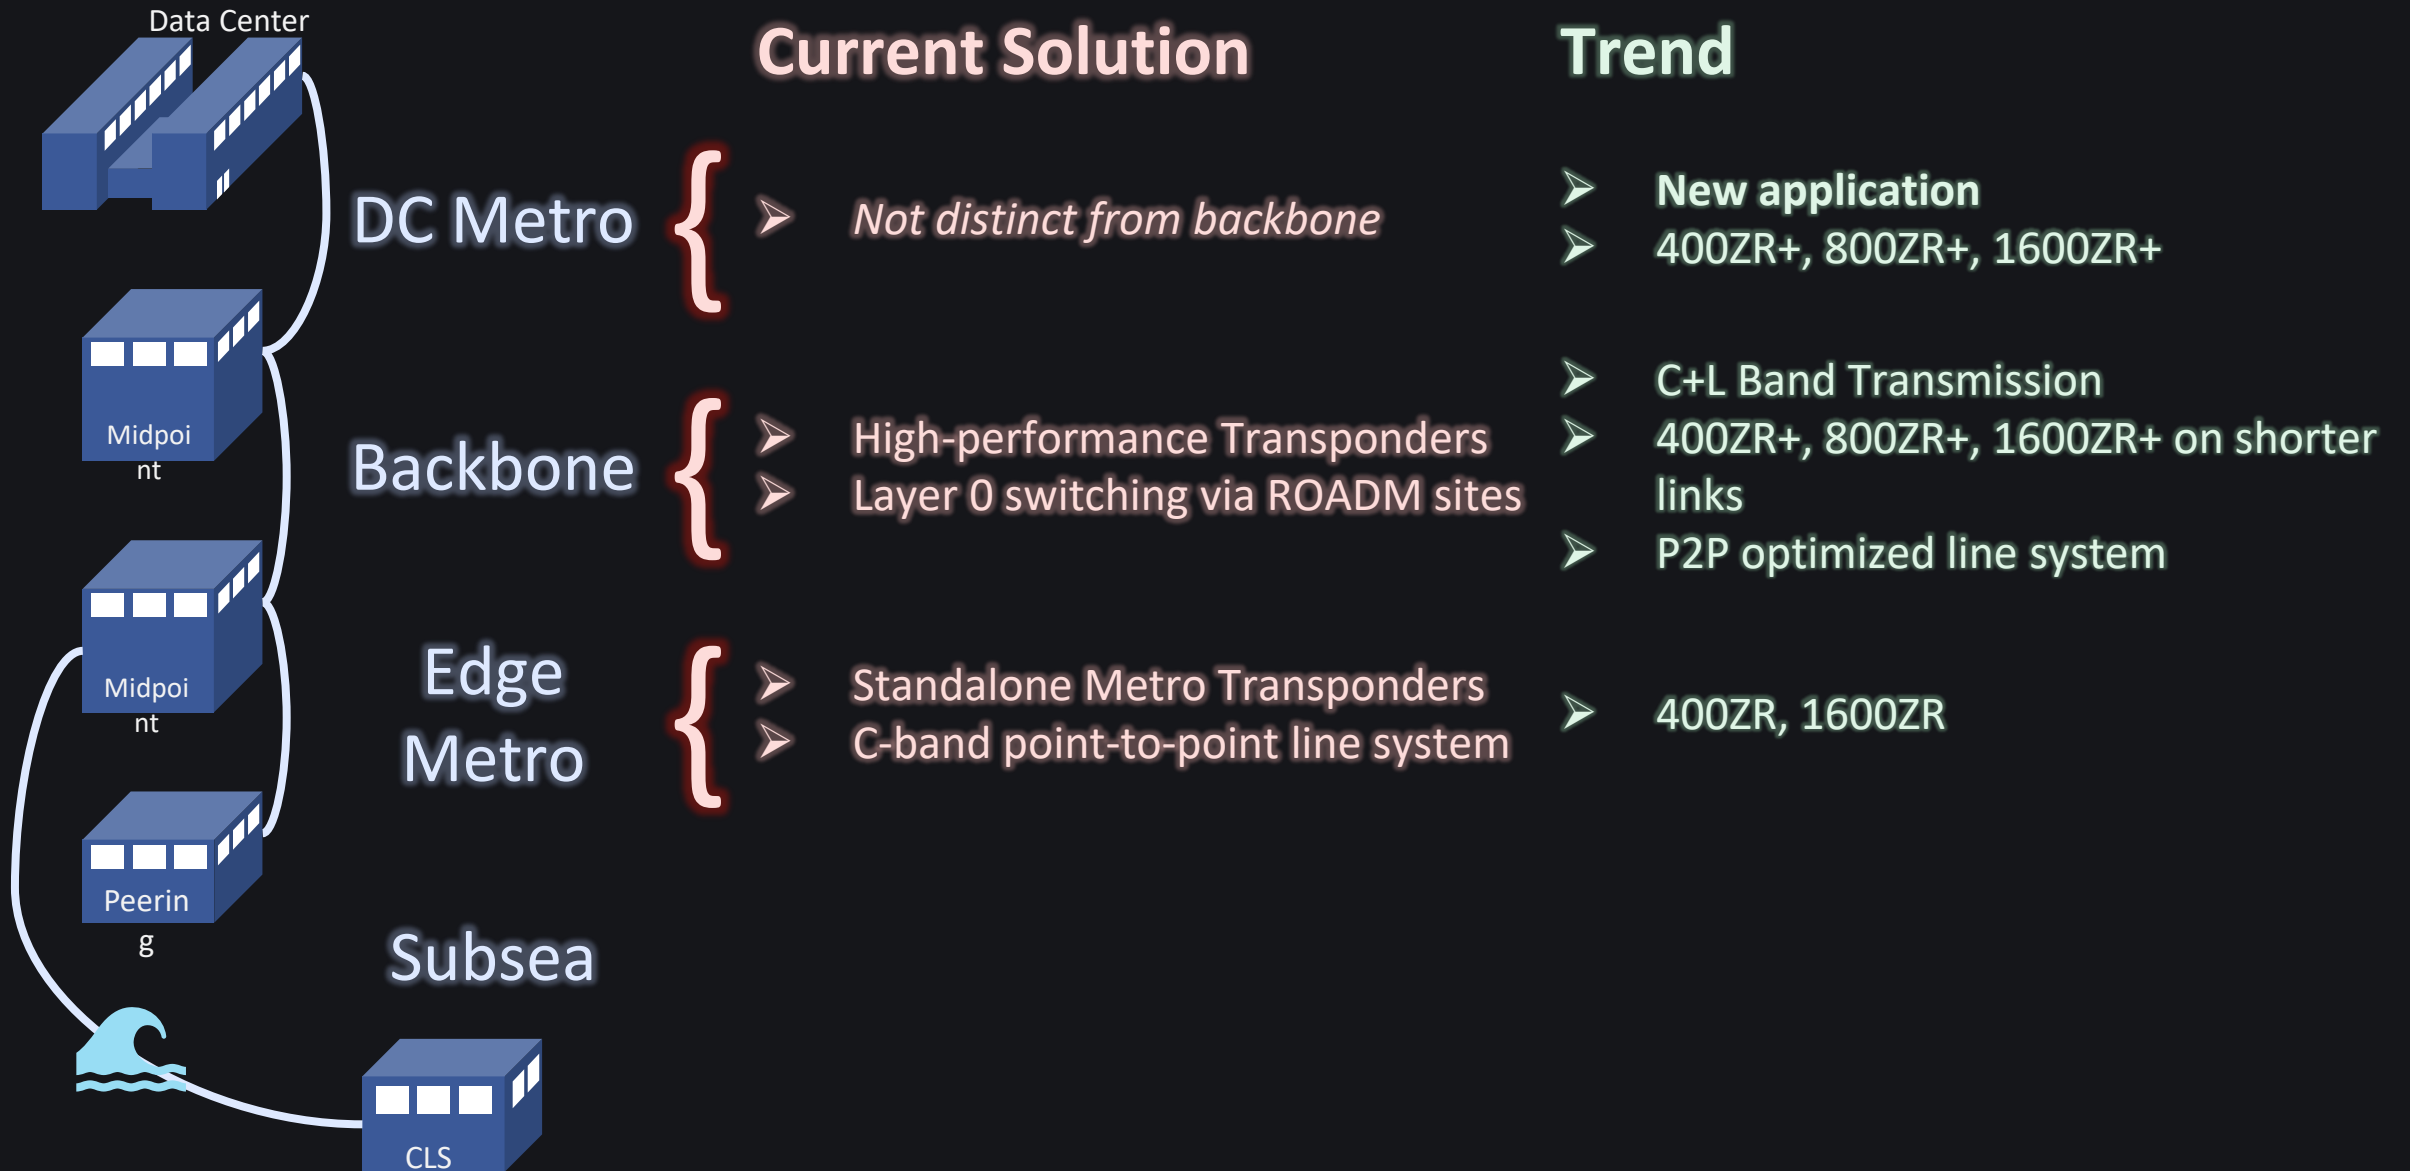 Data Center
Current Solution
Trend
DC Metro
Not distinct from backbone
New application
400ZR+, 800ZR+, 1600ZR+
Midpoi
nt
Backbone
High-performance Transponders
Layer 0 switching via ROADM sites
C+L Band Transmission
400ZR+, 800ZR+, 1600ZR+ on shorter
links
P2P optimized line system
Midpoi
nt
Edge
Metro
Standalone Metro Transponders
C-band point-to-point line system
400ZR, 1600ZR
Peerin
g
Subsea
CLS